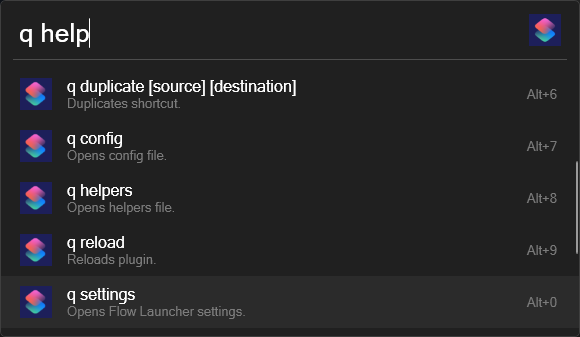 q help
q duplicate [source] [destination]
Duplicates shortcut.
Alt+6
q config
Opens config file.
Alt+7
q helpers
Opens helpers file.
Alt+8
q reload
Reloads plugin.
Alt+9
q settings
Opens Flow Launcher settings.
Alt+0